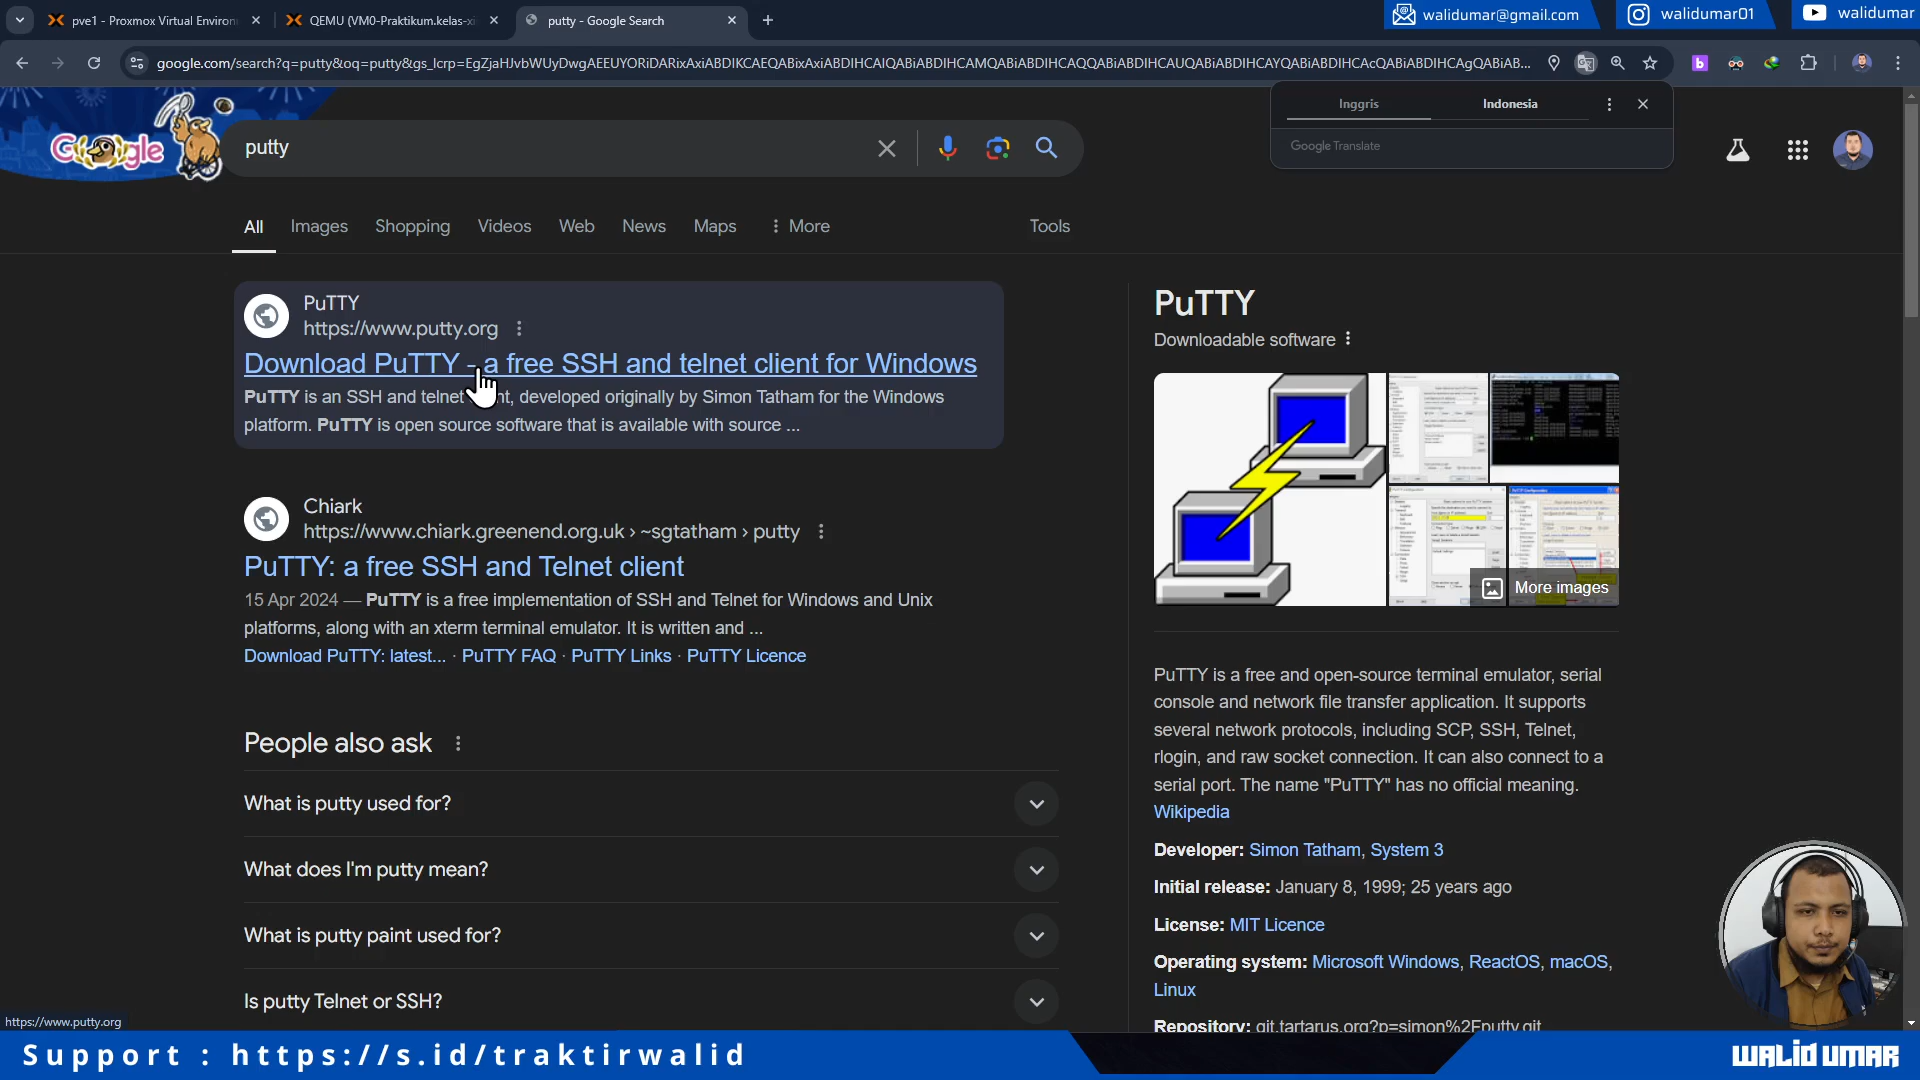 pve1 - Proxmox Virtual Environ
QEMU (VM0-Praktikum.kelas-xi
putty - Google Search
walidumar@gmail.com
walidumar01
walidumar
google.com/search?q=putty&oq=putty&gs_lcrp=EgZjaHJvbWUyDwgAEEUYORiDARixAxiABDIKCAEQABixAxiABDIHCAIQABiABDIHCAMQABiABDIHCAQQABiABDIHCAUQABiABDIHCAYQABiABDIHCAcQABiABDIHCAgQABiAB...
Google
putty
Inggris
Indonesia
Google Translate
All
Images
Shopping
Videos
Web
News
Maps
More
Tools
PuTTY
https://www.putty.org
Download PuTTY - a free SSH and telnet client for Windows
PuTTY is an SSH and telnet nt, developed originally by Simon Tatham for the Windows
platform. PuTTY is open source software that is available with source ...
Chiark
https://www.chiark.greenend.org.uk › ~sgtatham › putty
PuTTY: a free SSH and Telnet client
15 Apr 2024 — PuTTY is a free implementation of SSH and Telnet for Windows and Unix
platforms, along with an xterm terminal emulator. It is written and ...
Download PuTTY: latest... · PuTTY FAQ · PuTTY Links · PuTTY Licence
People also ask
What is putty used for?
What does I'm putty mean?
What is putty paint used for?
Is putty Telnet or SSH?
PuTTY
Downloadable software
More images
PuTTY is a free and open-source terminal emulator, serial
console and network file transfer application. It supports
several network protocols, including SCP, SSH, Telnet,
rlogin, and raw socket connection. It can also connect to a
serial port. The name "PuTTY" has no official meaning.
Wikipedia
Developer: Simon Tatham, System 3
Initial release: January 8, 1999; 25 years ago
License: MIT Licence
Operating system: Microsoft Windows, ReactOS, macOS,
Linux
Repository: git.tartarus.org?p=simon%2Fputty.git
https://www.putty.org
Support : https://s.id/traktirwalid
WALID UMAR